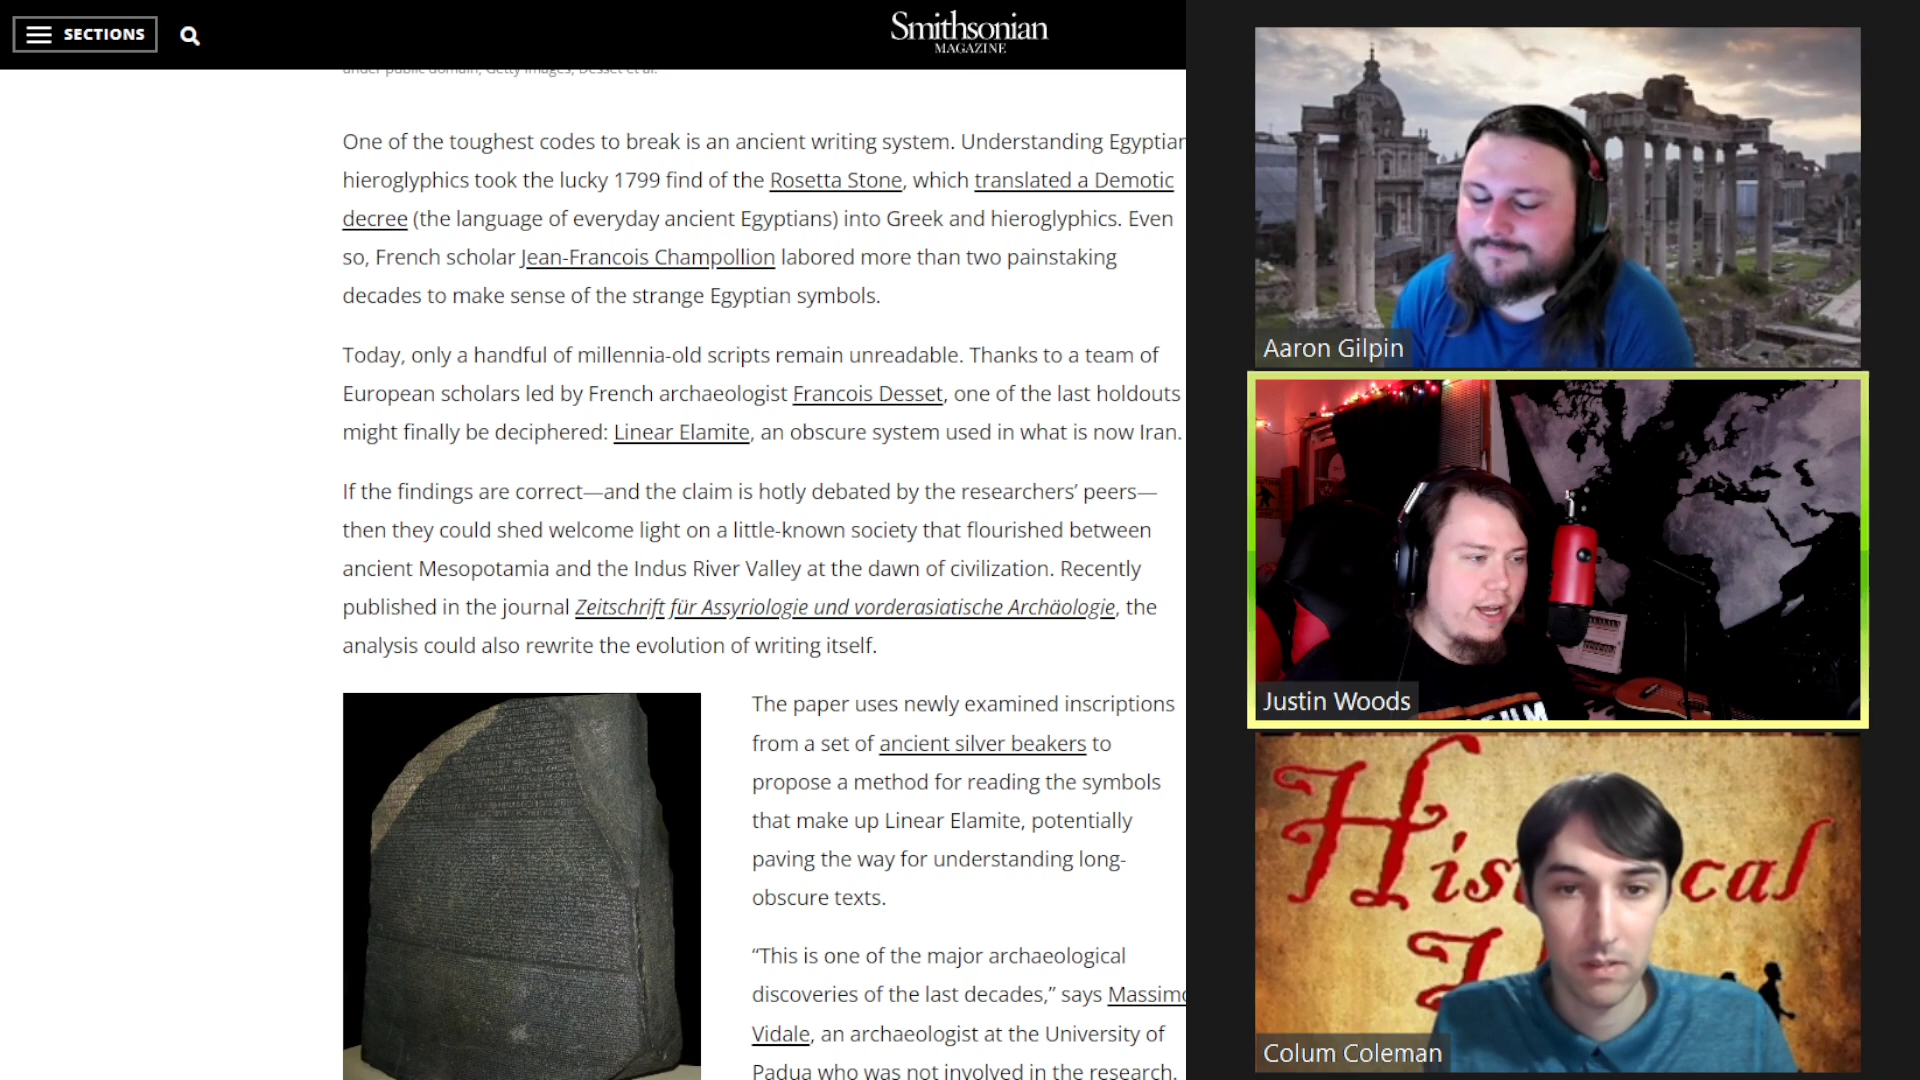 SECTIONS
Smithsonian
MAGAZINE
under public domain, Getty Images, Desset et al.
One of the toughest codes to break is an ancient writing system. Understanding Egyptian
hieroglyphics took the lucky 1799 find of the Rosetta Stone, which translated a Demotic
decree (the language of everyday ancient Egyptians) into Greek and hieroglyphics. Even
so, French scholar Jean-Francois Champollion labored more than two painstaking
decades to make sense of the strange Egyptian symbols.
Today, only a handful of millennia-old scripts remain unreadable. Thanks to a team of
European scholars led by French archaeologist Francois Desset, one of the last holdouts
might finally be deciphered: Linear Elamite, an obscure system used in what is now Iran.
If the findings are correct—and the claim is hotly debated by the researchers’ peers—
then they could shed welcome light on a little-known society that flourished between
ancient Mesopotamia and the Indus River Valley at the dawn of civilization. Recently
published in the journal Zeitschrift für Assyriologie und vorderasiatische Archäologie, the
analysis could also rewrite the evolution of writing itself.
The paper uses newly examined inscriptions
from a set of ancient silver beakers to
propose a method for reading the symbols
that make up Linear Elamite, potentially
paving the way for understanding long-
obscure texts.
“This is one of the major archaeological
discoveries of the last decades,” says Massimo
Vidale, an archaeologist at the University of
Padua who was not involved in the research.
Aaron Gilpin
Justin Woods
Colum Coleman